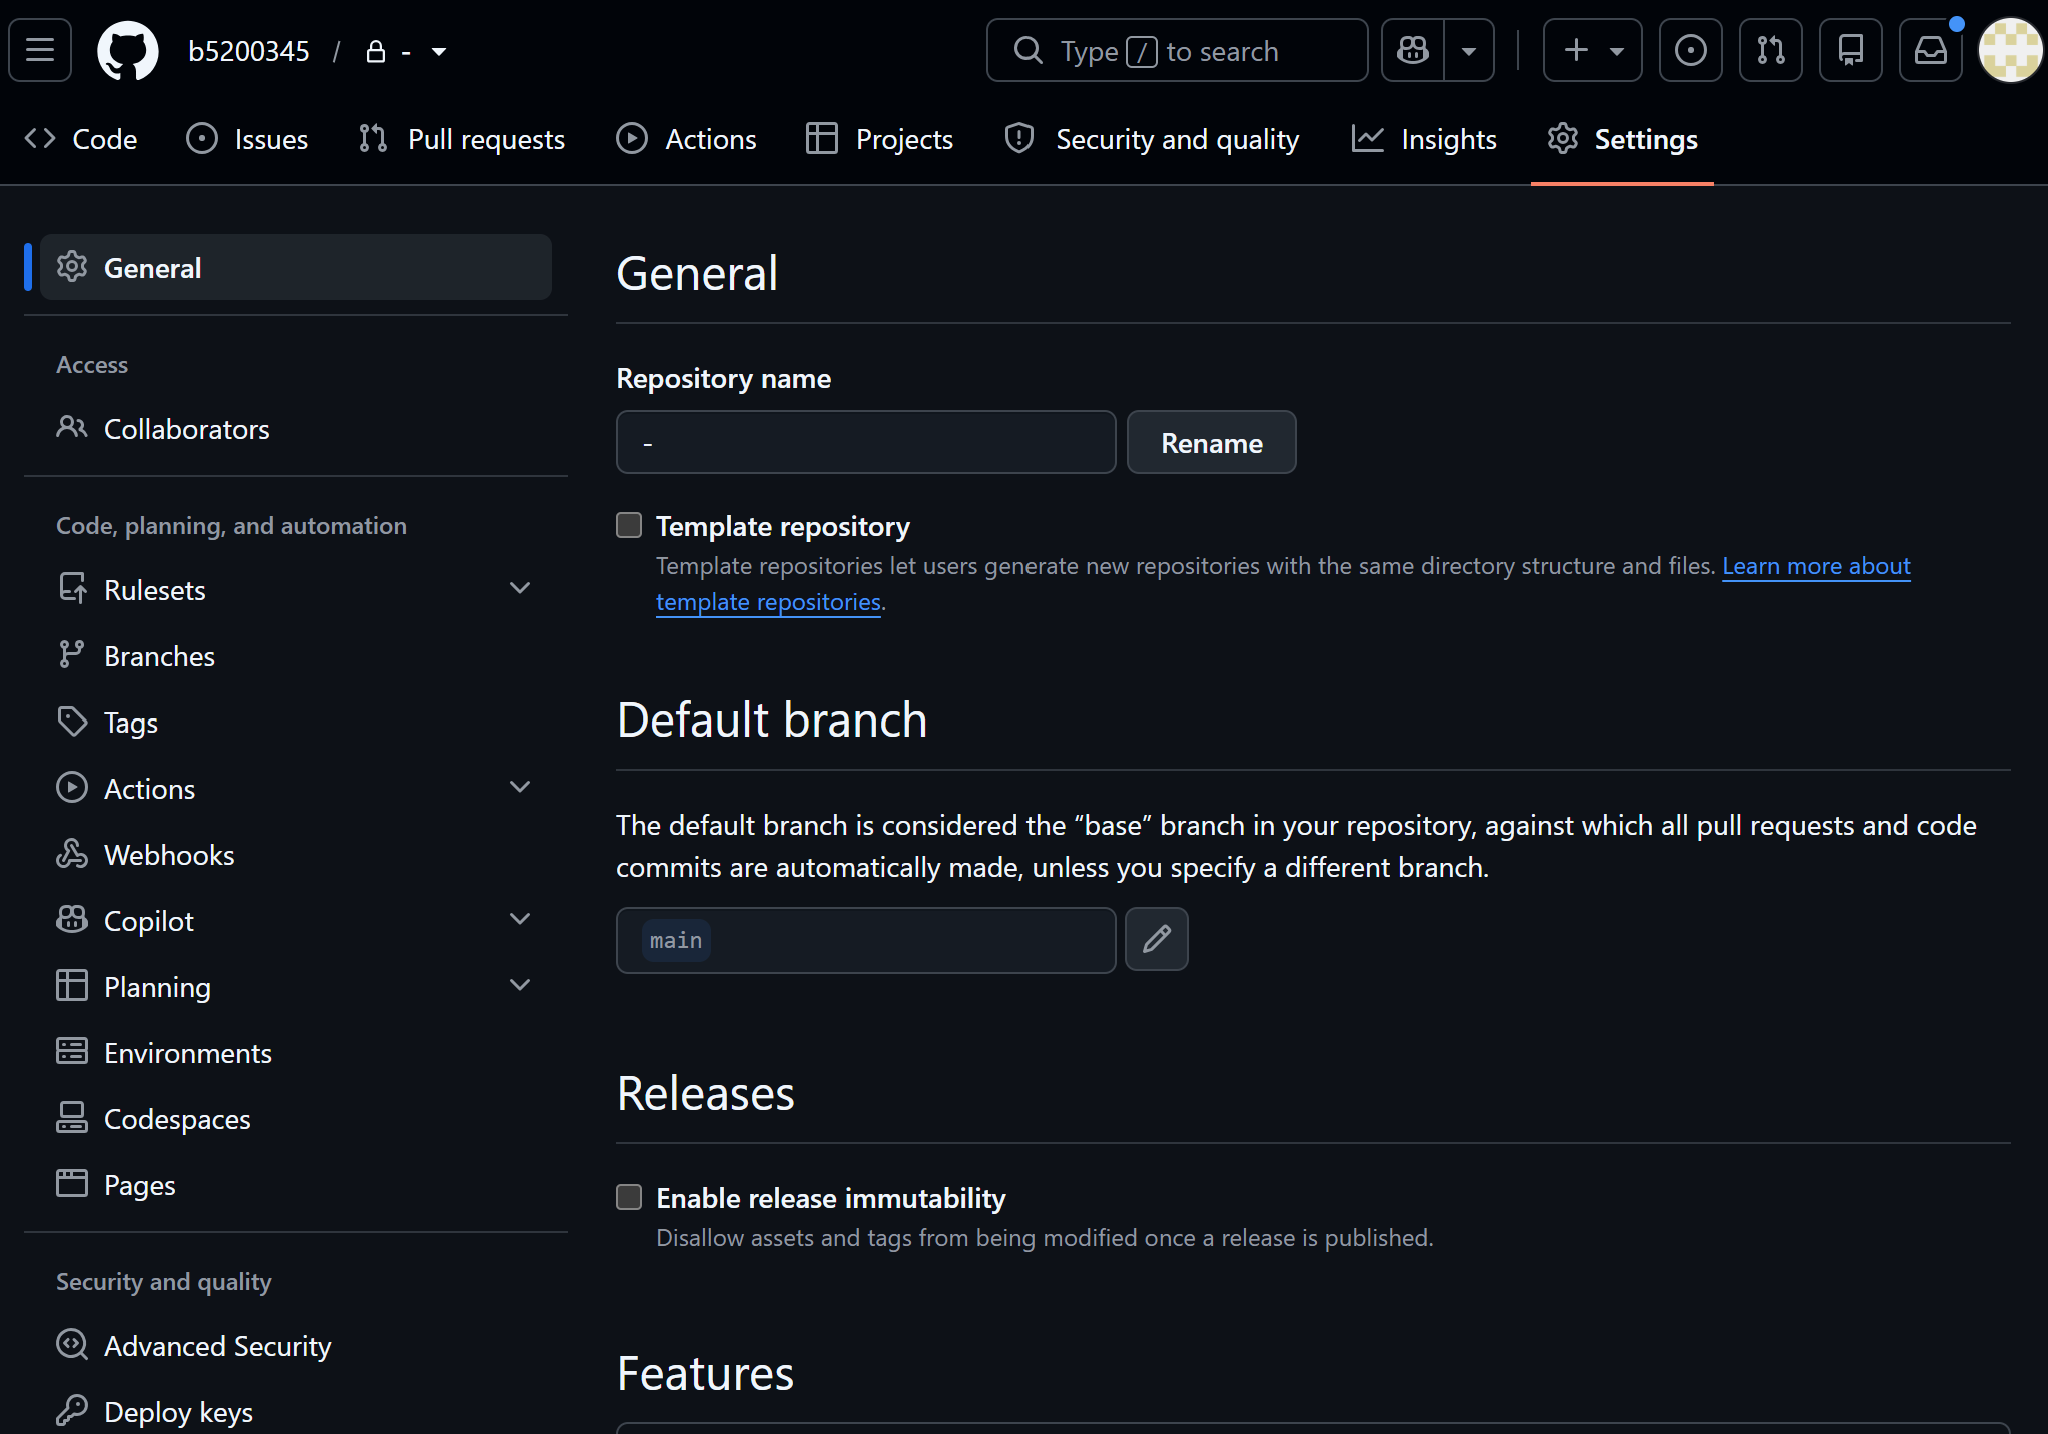 b5200345 / - 
Type / to search
Code Issues Pull requests Actions Projects Security and quality Insights Settings
General
Access
Collaborators
Code, planning, and automation
Rulesets
Branches
Tags
Actions
Webhooks
Copilot
Planning
Environments
Codespaces
Pages
Security and quality
Advanced Security
Deploy keys
General
Repository name
-
Rename
Template repository
Template repositories let users generate new repositories with the same directory structure and files. Learn more about
template repositories.
Default branch
The default branch is considered the “base” branch in your repository, against which all pull requests and code
commits are automatically made, unless you specify a different branch.
main
Releases
Enable release immutability
Disallow assets and tags from being modified once a release is published.
Features